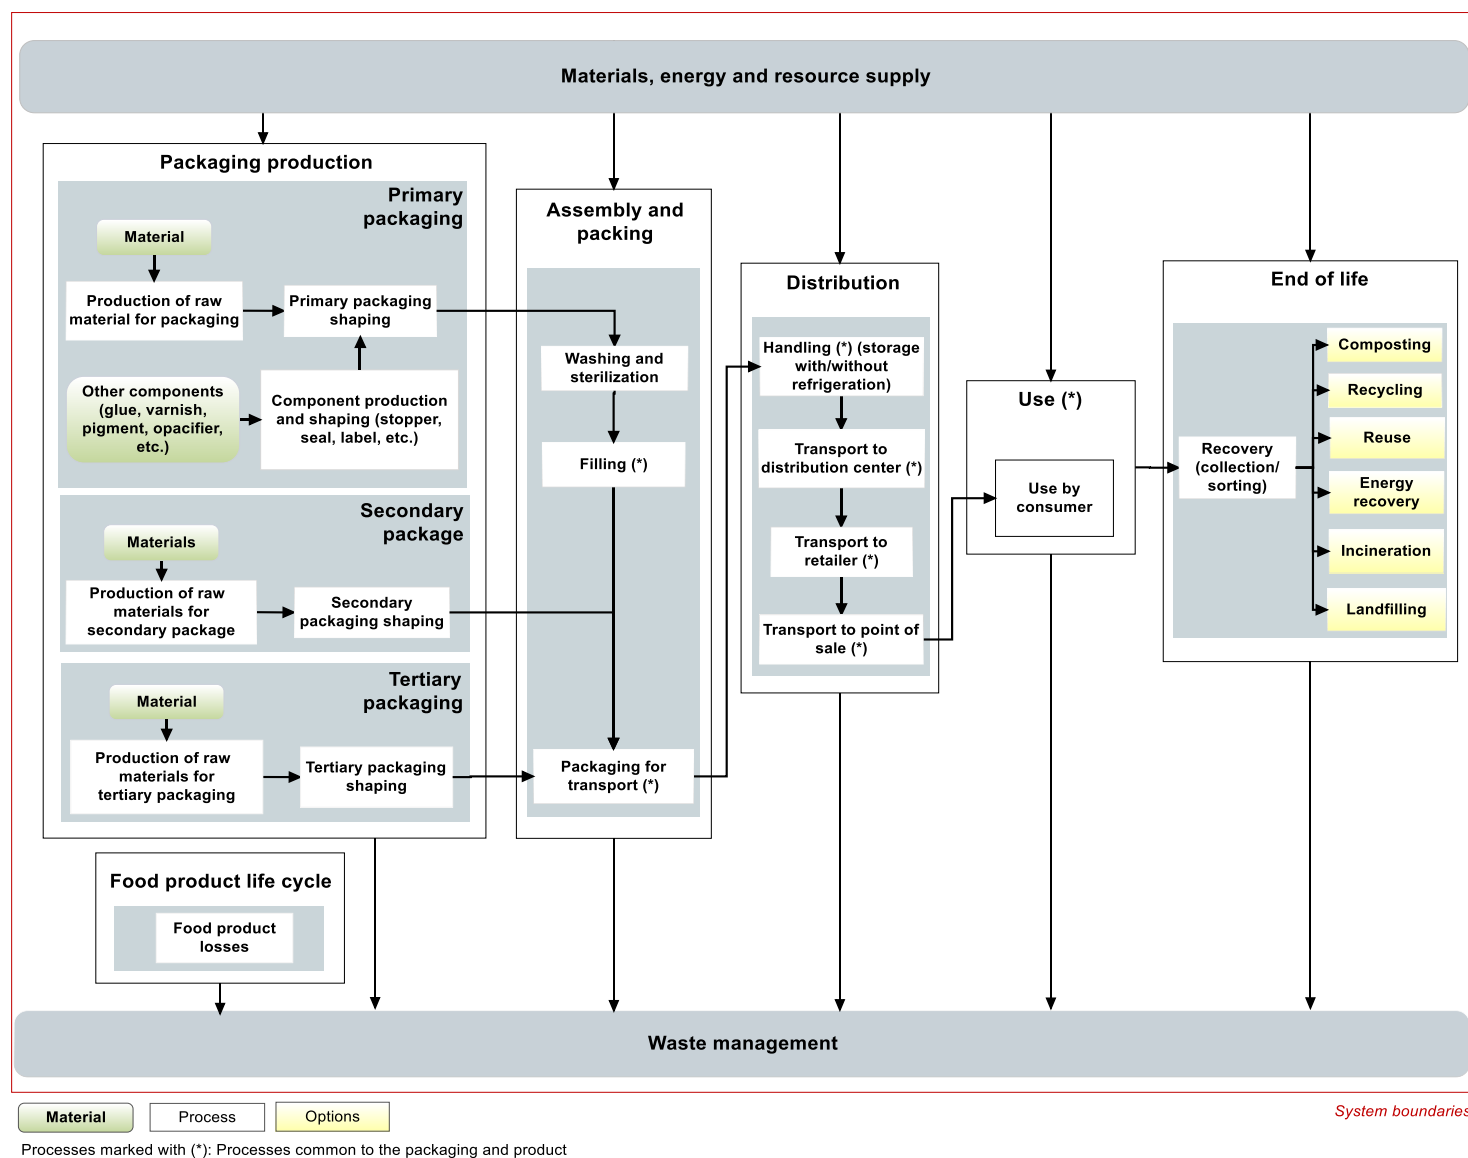 Materials, energy and resource supply
Packaging production
Primary
packaging
Material
Production of raw
material for packaging
Primary packaging
shaping
Other components
(glue, varnish,
pigment, opacifier,
etc.)
Component production
and shaping (stopper,
seal, label, etc.)
Secondary
package
Materials
Production of raw
materials for
secondary package
Secondary
packaging shaping
Tertiary
packaging
Material
Production of raw
materials for
tertiary packaging
Tertiary packaging
shaping
Food product life cycle
Food product
losses
Assembly and
packing
Washing and
sterilization
Filling (*)
Packaging for
transport (*)
Distribution
Handling (*) (storage
with/without
refrigeration)
Transport to
distribution center (*)
Transport to
retailer (*)
Transport to point of
sale (*)
Use (*)
Use by
consumer
End of life
Recovery
(collection/
sorting)
Composting
Recycling
Reuse
Energy
recovery
Incineration
Landfilling
Waste management
Material
Process
Options
System boundaries
Processes marked with (*): Processes common to the packaging and product